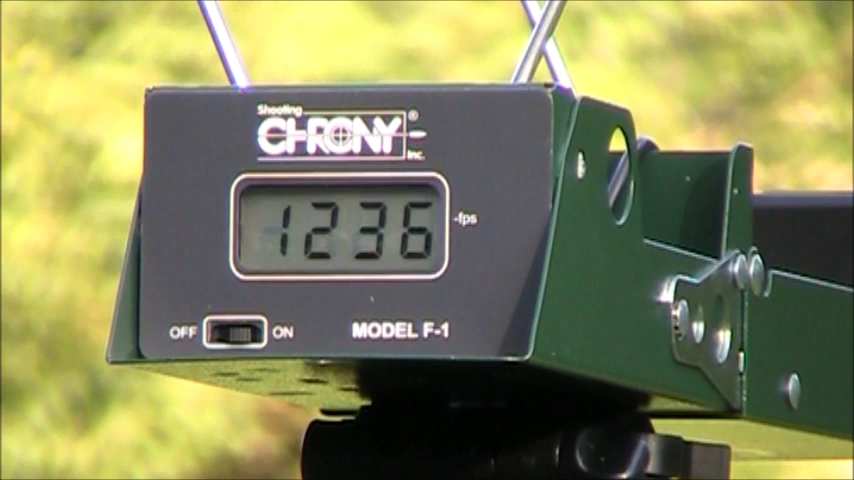 Shooting
CHRONY®
Inc.
1236 -fps
OFF ON MODEL F-1